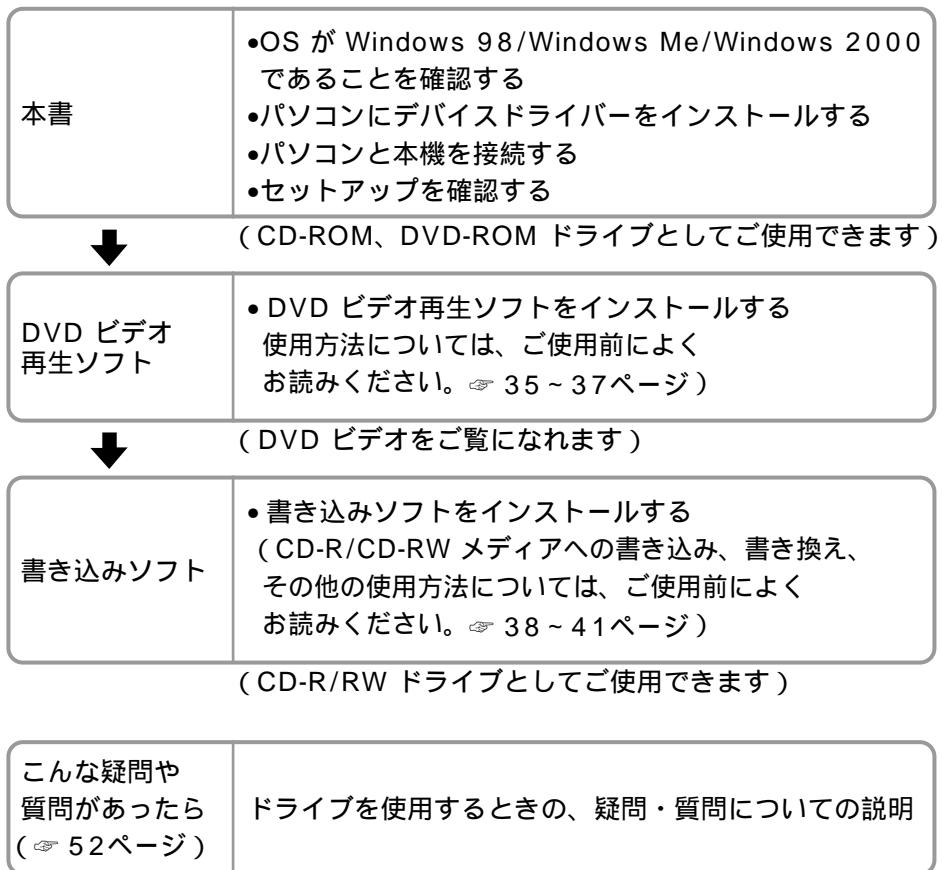 本書
•OS が Windows 98/Windows Me/Windows 2000
であることを確認する
•パソコンにデバイスドライバーをインストールする
•パソコンと本機を接続する
•セットアップを確認する
(CD-ROM、DVD-ROM ドライブとしてご使用できます)
DVD ビデオ
再生ソフト
• DVD ビデオ再生ソフトをインストールする
使用方法については、ご使用前によく
お読みください。☞ 35~37ページ)
(DVD ビデオをご覧になれます)
書き込みソフト
• 書き込みソフトをインストールする
(CD-R/CD-RW メディアへの書き込み、書き換え、
その他の使用方法については、ご使用前によく
お読みください。☞ 38~41ページ)
(CD-R/RW ドライブとしてご使用できます)
こんな疑問や
質問があったら
(☞ 52ページ)
ドライブを使用するときの、疑問・質問についての説明